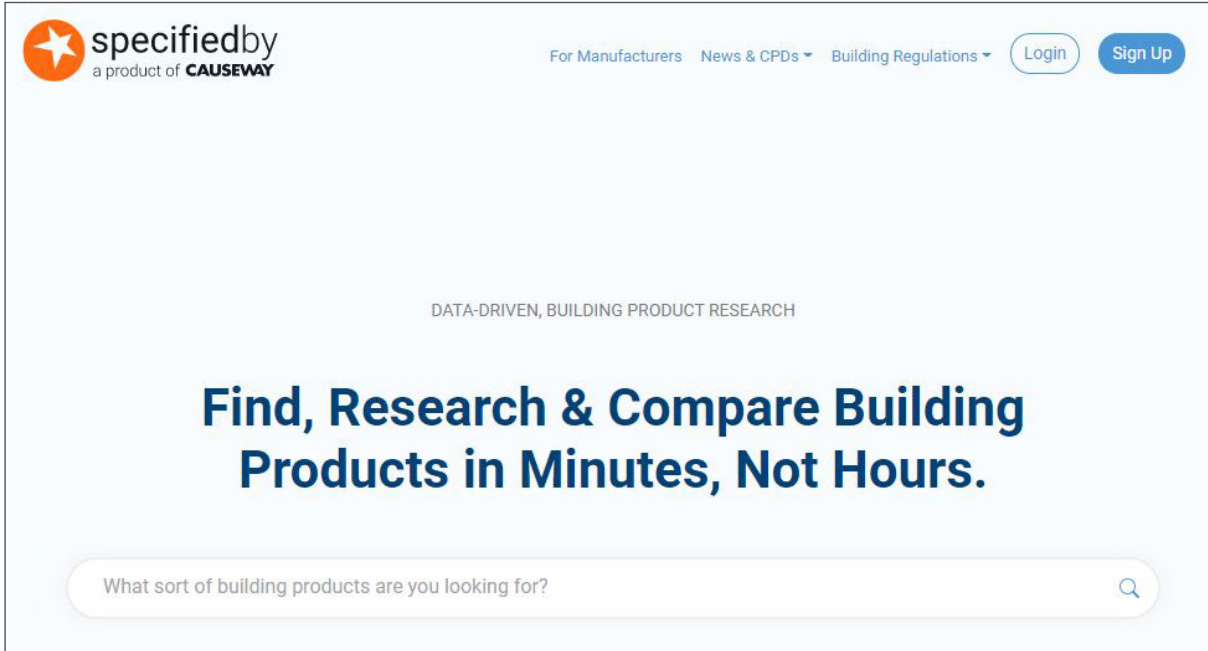 specifiedby
a product of CAUSEWAY
For Manufacturers News & CPDs Building Regulations Login Sign Up
DATA-DRIVEN, BUILDING PRODUCT RESEARCH
Find, Research & Compare Building
Products in Minutes, Not Hours.
What sort of building products are you looking for?